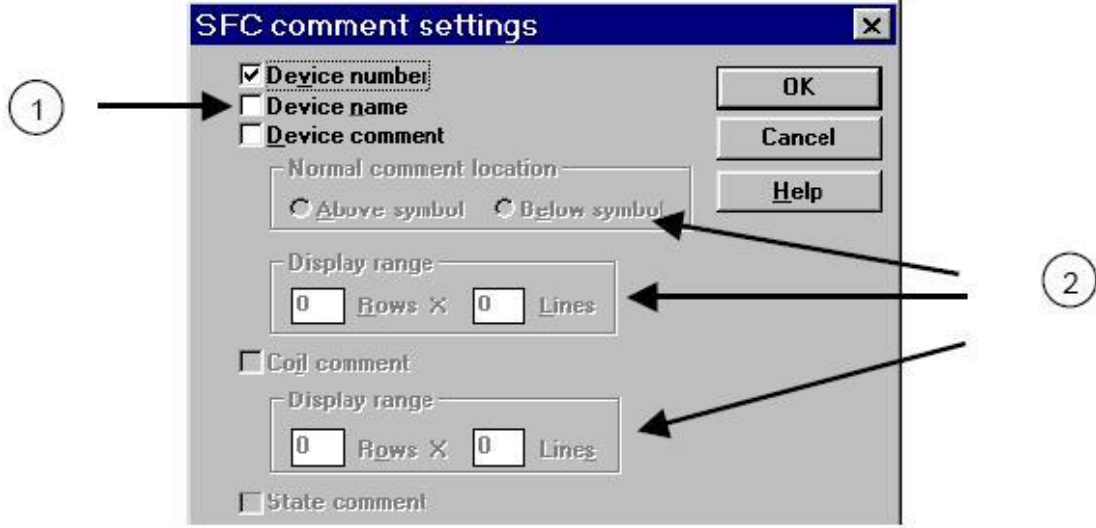 SFC comment settings
Device number
OK
1
Device name
Device comment
Cancel
Normal comment location
Above symbol Below symbol
Help
Display range
0 Rows X 0 Lines
2
Coil comment
Display range
0 Rows X 0 Lines
State comment